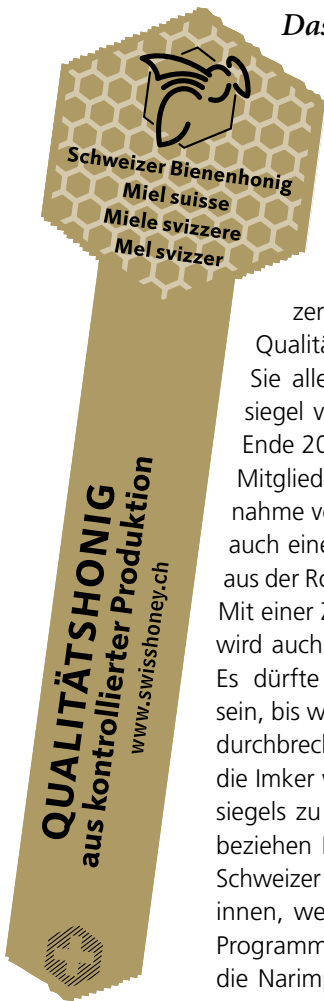 Das
Schweizer Bienenhonig
Miel suisse
Miele svizzere
Mel svizzer
QUALITÄTSHONIG
aus kontrollierter Produktion
www.swisshoney.ch
zer
Qualitä
Sie alle
siegel v
Ende 20
Mitglied
nahme v
auch eine
aus der Ro
Mit einer Z
wird auch
Es dürfte
sein, bis w
durchbrech
die Imker
siegels zu
beziehen
Schweizer
innen, we
Programm
die Narim